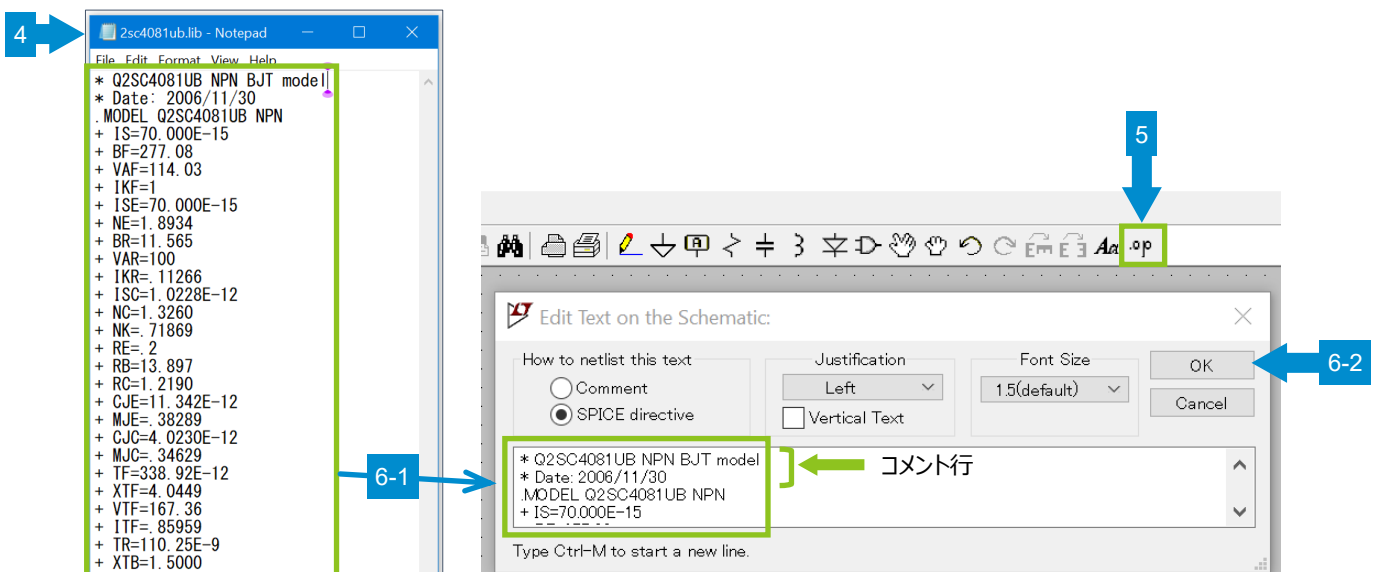 4
2sc4081ub.lib - Notepad
File Edit Format View Help
* Q2SC4081UB NPN BJT model
* Date: 2006/11/30
.MODEL Q2SC4081UB NPN
+ IS=70.000E-15
+ BF=277.08
+ VAF=114.03
+ IKF=1
+ ISE=70.000E-15
+ NE=1.8934
+ BR=11.565
+ VAR=100
+ IKR=.11266
+ ISC=1.0228E-12
+ NC=1.3260
+ NK=.71869
+ RE=.2
+ RB=13.897
+ RC=1.2190
+ CJE=11.342E-12
+ MJE=.38289
+ CJC=4.0230E-12
+ MJC=.34629
+ TF=338.92E-12
+ XTF=4.0449
+ VTF=167.36
+ ITF=.85959
+ TR=110.25E-9
+ XTB=1.5000
6-1
5
A
E E Aa .op
Edit Text on the Schematic:
How to netlist this text
Comment
SPICE directive
Justification
Left
Vertical Text
Font Size
1.5(default)
OK
Cancel
6-2
* Q2SC4081UB NPN BJT model
* Date: 2006/11/30
.MODEL Q2SC4081UB NPN
+ IS=70.000E-15
コメント行
Type Ctrl-M to start a new line.